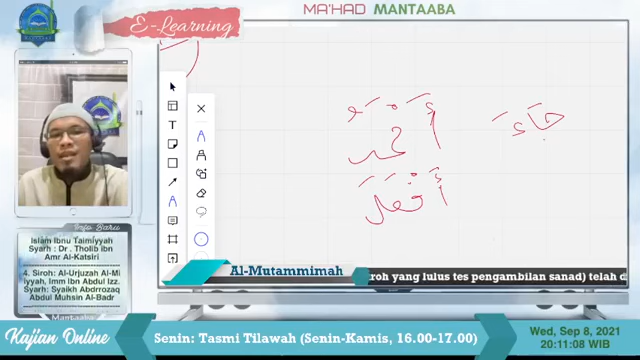 E-Learning
MA'HAD MANTAABA
جَاءَ
أَحْمَدُ
أَفْعَلَ
Info Baru
Islam Ibnu Taimiyyah
Syarh : Dr . Tholib ibn
Amr Al-Katsiri
4. Siroh: Al-Urjuzah Al-Mi
iyyah, Imm Ibn Abdul Izz.
Syarh: Syaikh Abdrrozaq
Abdul Muhsin Al-Badr
Al-Mutammimah
iroh yang lulus tes pengambilan sanad) telah d
Kajian Online
Senin: Tasmi Tilawah (Senin-Kamis, 16.00-17.00)
Wed, Sep 8, 2021
20:11:08 WIB